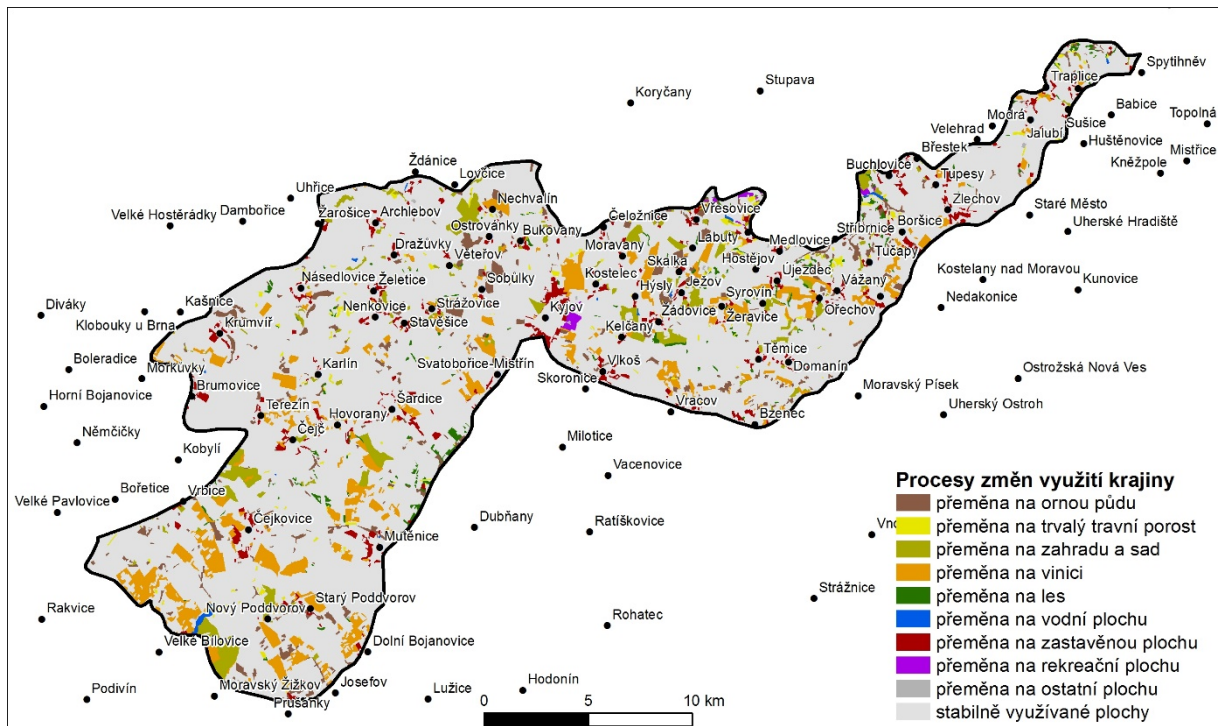 Spytihněv
Stupava
Traplice
Koryčany
Babice
Modrá
Topolná
Sušice
Velehrad
Jalubí
Huštěnovice
Břestek
Mistřice
Ždánice
Buchlovice
Kněžpole
Lovčice
Tupesy
Uhřice
Nechvalín
Zlechov
Velké Hostěrádky
Dambořice
Žarošice
Archlebov
Čeložnice
Vřesovice
Staré Město
Ostrovánky
Bukovany
Stříbrnice
Boršice
Uherské Hradiště
Dražůvky
Moravany
Labuty
Medlovice
Věteřov
Skalka
Hostějov
Tučapy
Násedlovice
Želetice
Sobůlky
Kostelec
Újezdec
Vážany
Kostelany nad Moravou
Kunovice
Diváky
Kašnice
Hýsly
Ježov
Syrovín
Nedakonice
Klobouky u Brna
Nenkovice
Strážovice
Kyjov
Žádovice
Žeravice
Ořechov
Krumvíř
Stavěšice
Kelčany
Boleradice
Morkůvky
Karlín
Svatobořice-Mistřín
Vlkoš
Těmice
Domanín
Ostrožská Nová Ves
Brumovice
Skoronice
Moravský Písek
Horní Bojanovice
Terezín
Hovorany
Šardice
Vracov
Bzenec
Uherský Ostroh
Němčičky
Čejč
Milotice
Kobylí
Vacenovice
Bořetice
Vrbice
Velké Pavlovice
Čejkovice
Dubňany
Ratíškovice
Mutěnice
Strážnice
Rakvice
Nový Poddvorov
Starý Poddvorov
Rohatec
Velké Bílovice
Dolní Bojanovice
Podivín
Moravský Žižkov
Josefov
Lužice
Hodonín
Prušánky
0 5 10 km
Procesy změn využití krajiny
přeměna na ornou půdu
přeměna na trvalý travní porost
přeměna na zahradu a sad
přeměna na vinici
přeměna na les
přeměna na vodní plochu
přeměna na zastavěnou plochu
přeměna na rekreační plochu
přeměna na ostatní plochu
stabilně využívané plochy